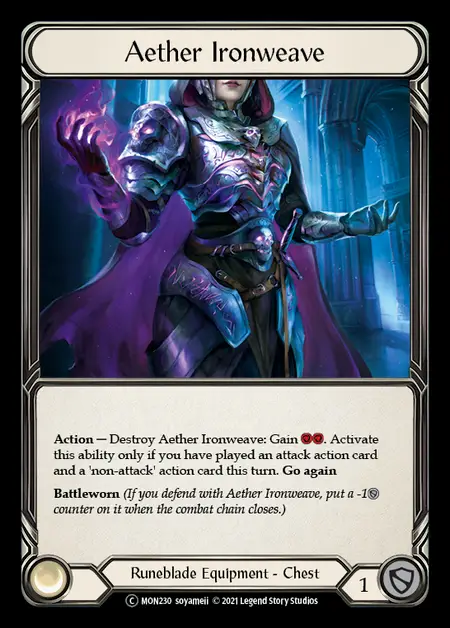 Aether Ironweave
Action — Destroy Aether Ironweave: Gain . Activate
this ability only if you have played an attack action card
and a 'non-attack' action card this turn. Go again
Battleworn (If you defend with Aether Ironweave, put a -1
counter on it when the combat chain closes.)
Runeblade Equipment - Chest
1
C MON230 soyameii © 2021 Legend Story Studios